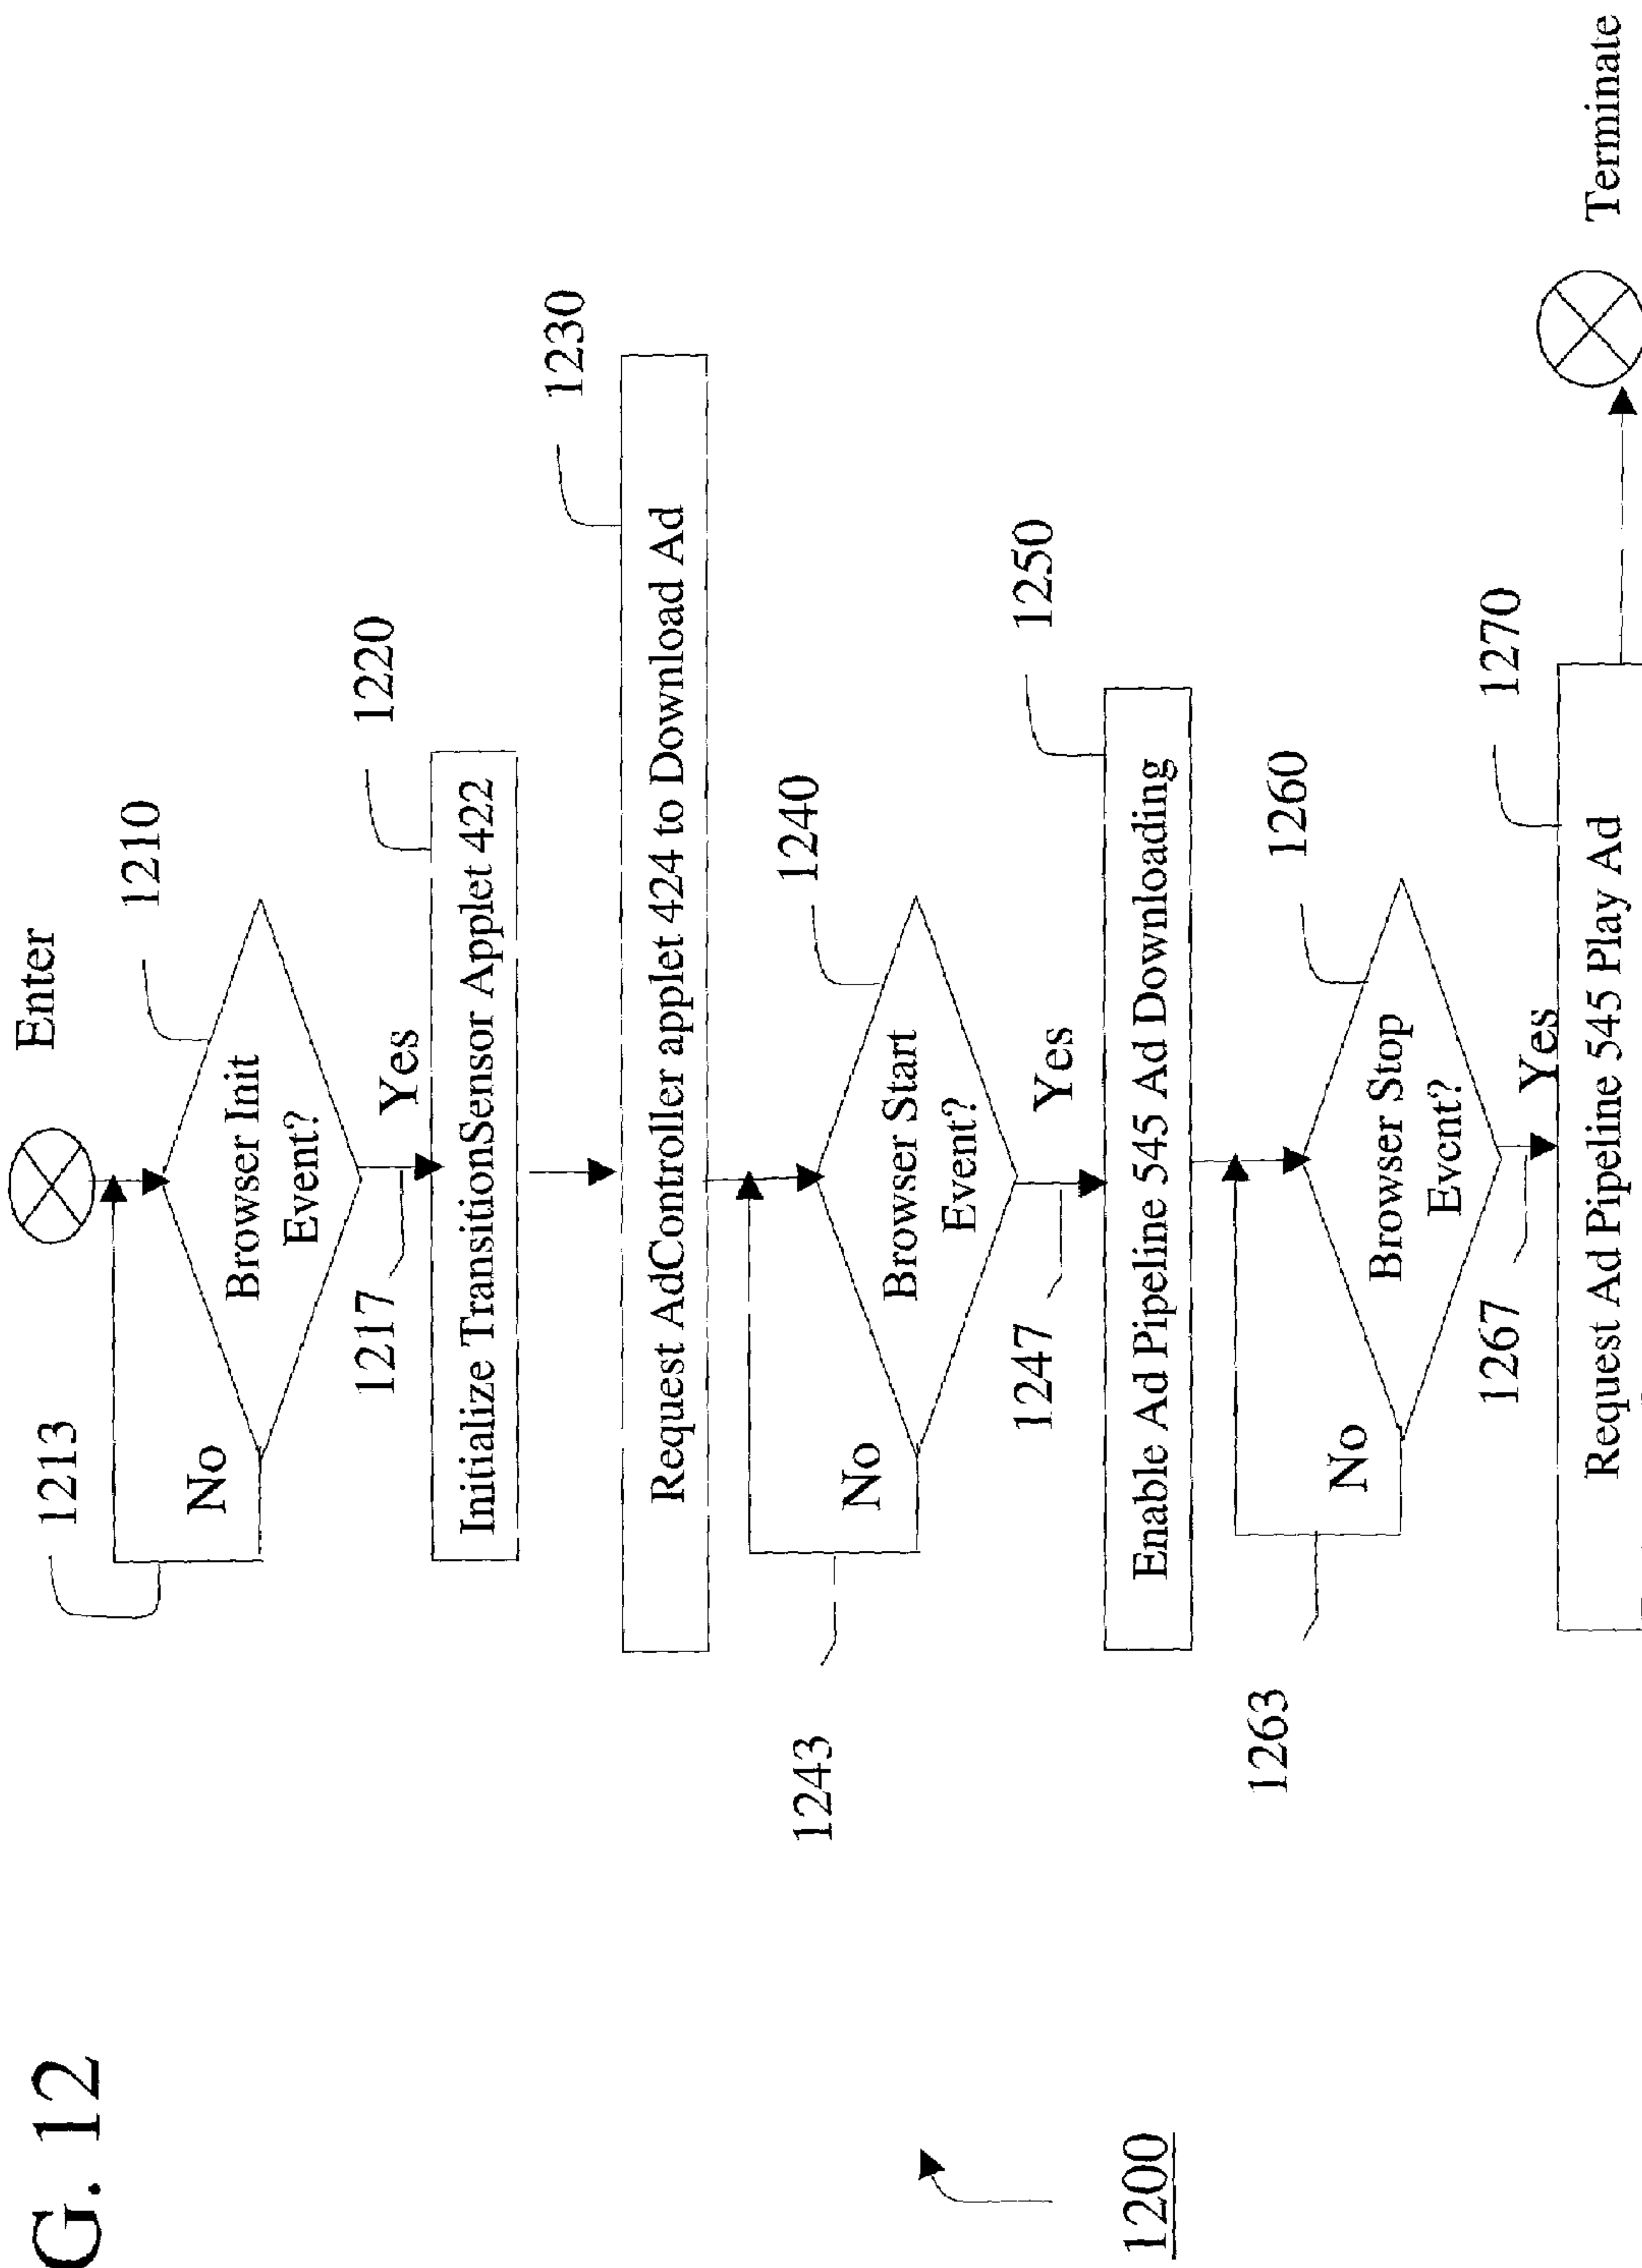 G. 12
Enter
1213
1210
Browser Init
Event?
No
1217
Yes
1220
Initialize TransitionSensor Applet 422
1230
Request AdController applet 424 to Download Ad
1240
Browser Start
Event?
No
1243
1247
Yes
1250
Enable Ad Pipeline 545 Ad Downloading
1260
Browser Stop
Event?
No
1263
1267
Yes
1270
Request Ad Pipeline 545 Play Ad
Terminate
1200